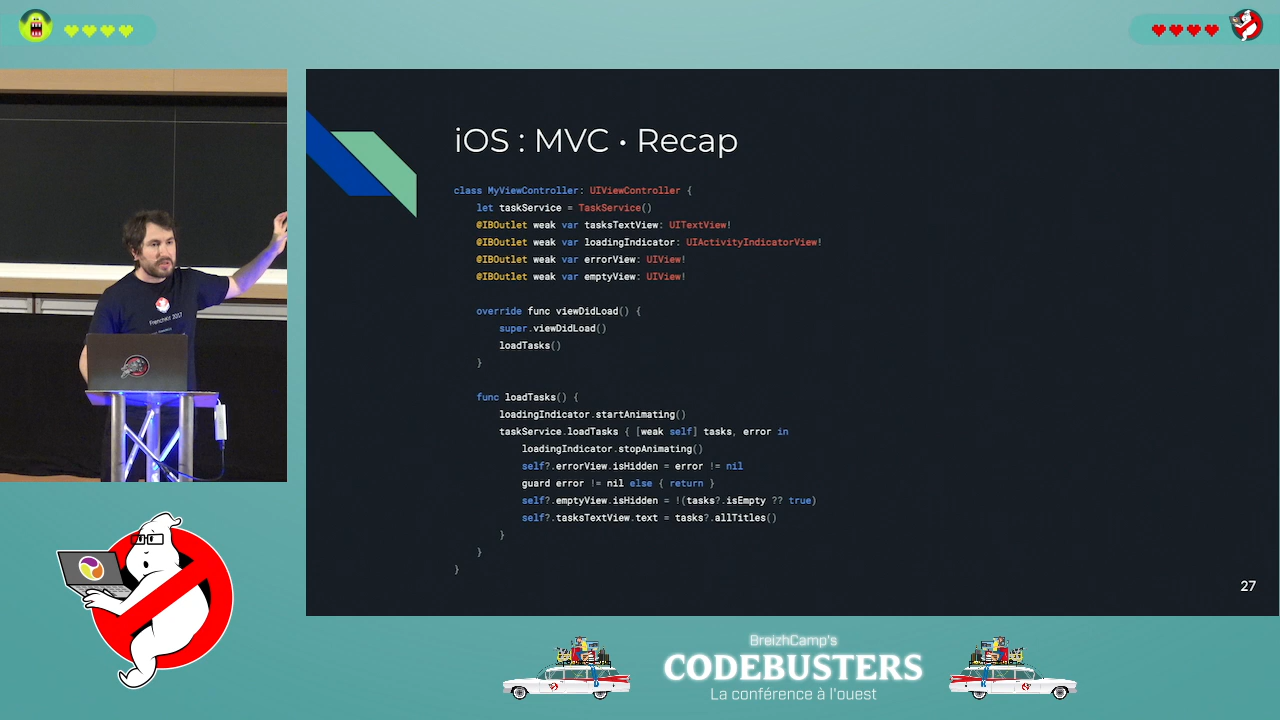 iOS : MVC • Recap
class MyViewController: UIViewController {
let taskService = TaskService()
@IBOutlet weak var tasksTextView: UITextView!
@IBOutlet weak var loadingIndicator: UIActivityIndicatorView!
@IBOutlet weak var errorView: UIView!
@IBOutlet weak var emptyView: UIView!
override func viewDidLoad() {
super.viewDidLoad()
loadTasks()
}
func loadTasks() {
loadingIndicator.startAnimating()
taskService.loadTasks { [weak self] tasks, error in
loadingIndicator.stopAnimating()
self?.errorView.isHidden = error != nil
guard error != nil else { return }
self?.emptyView.isHidden = !(tasks?.isEmpty ?? true)
self?.tasksTextView.text = tasks?.allTitles()
}
}
}
27
FrenchKit 2017
BreizhCamp's
CODEBUSTERS
La conférence à l'ouest